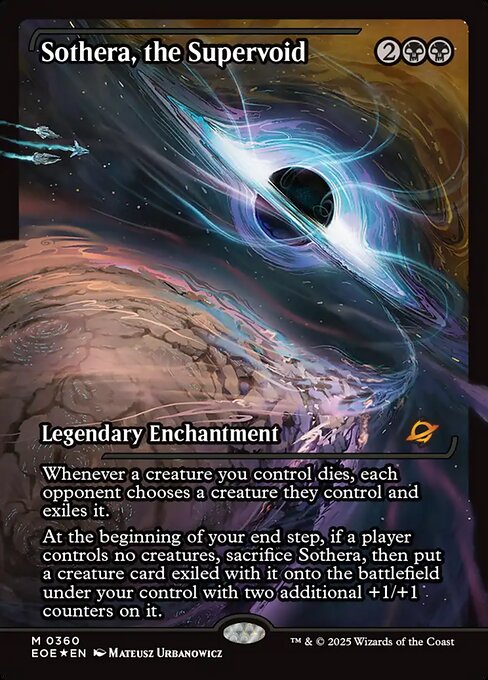 Sothera, the Supervoid 2
Legendary Enchantment
Whenever a creature you control dies, each
opponent chooses a creature they control and
exiles it.
At the beginning of your end step, if a player
controls no creatures, sacrifice Sothera, then put
a creature card exiled with it onto the battlefield
under your control with two additional +1/+1
counters on it.
M 0360
EOE★EN Mateusz Urbanowicz
™ & © 2025 Wizards of the Coast